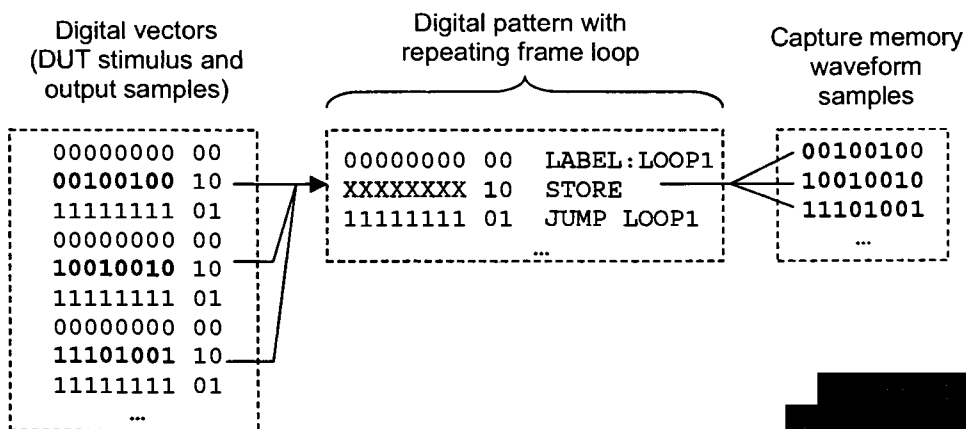 Digital vectors
(DUT stimulus and
output samples)
00000000 00
00100100 10
11111111 01
00000000 00
10010010 10
11111111 01
00000000 00
11101001 10
11111111 01
...
Digital pattern with
repeating frame loop
00000000 00 LABEL:LOOP1
XXXXXXXX 10 STORE
11111111 01 JUMP LOOP1
...
Capture memory
waveform
samples
00100100
10010010
11101001
...